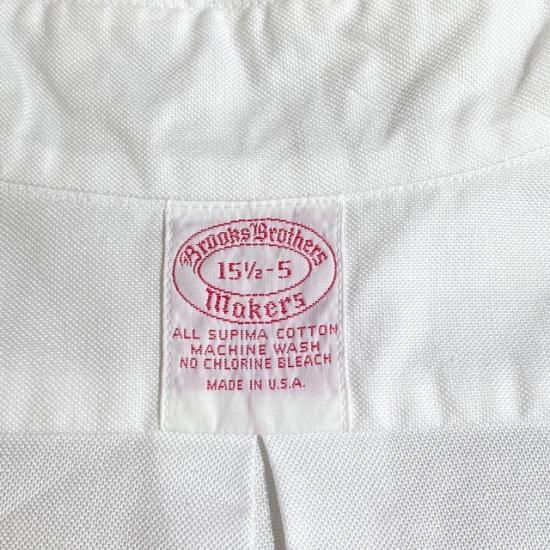 Brooks Brothers
15½-5
Makers
ALL SUPIMA COTTON
MACHINE WASH
NO CHLORINE BLEACH
MADE IN U.S.A.